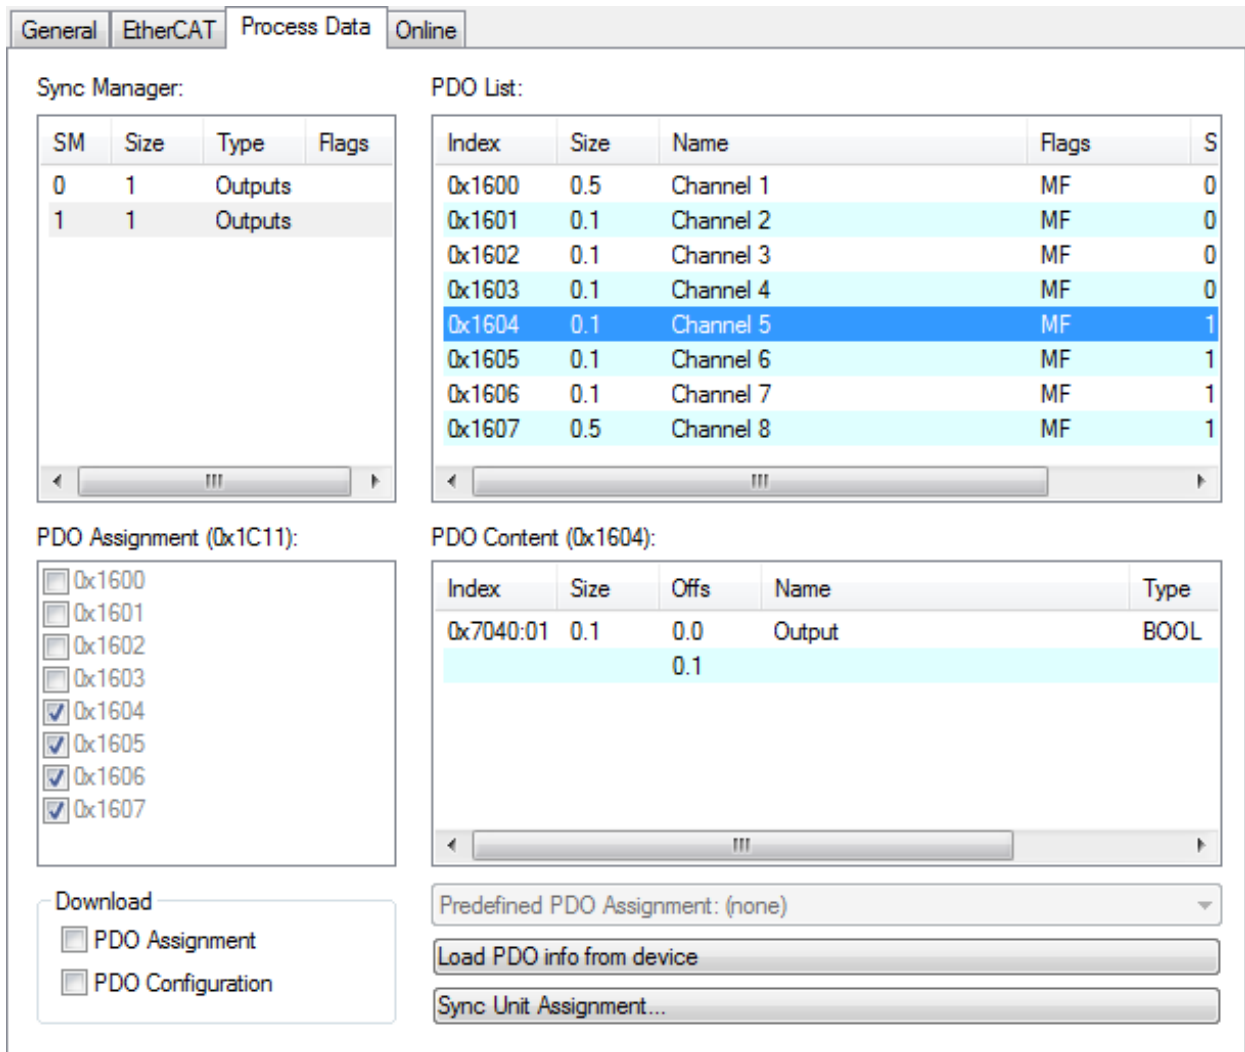 General EtherCAT Process Data Online
Sync Manager:
SM Size Type Flags
0 1 Outputs
1 1 Outputs
PDO List:
Index Size Name Flags S
0x1600 0.5 Channel 1 MF 0
0x1601 0.1 Channel 2 MF 0
0x1602 0.1 Channel 3 MF 0
0x1603 0.1 Channel 4 MF 0
0x1604 0.1 Channel 5 MF 1
0x1605 0.1 Channel 6 MF 1
0x1606 0.1 Channel 7 MF 1
0x1607 0.5 Channel 8 MF 1
PDO Assignment (0x1C11):
0x1600
0x1601
0x1602
0x1603
0x1604
0x1605
0x1606
0x1607
PDO Content (0x1604):
Index Size Offs Name Type
0x7040:01 0.1 0.0 Output BOOL
0.1
Download
PDO Assignment
PDO Configuration
Predefined PDO Assignment: (none)
Load PDO info from device
Sync Unit Assignment...